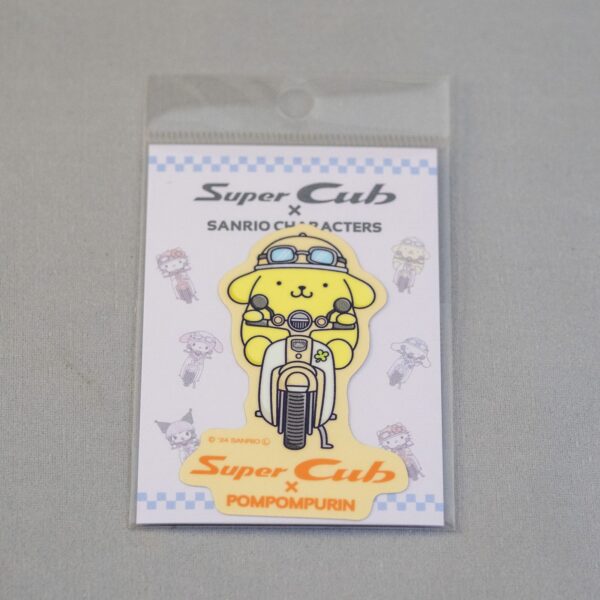 Super Cub
×
SANRIO CHARACTERS
© '24 SANRIO Ⓛ
Super Cub
×
POMPOMPURIN